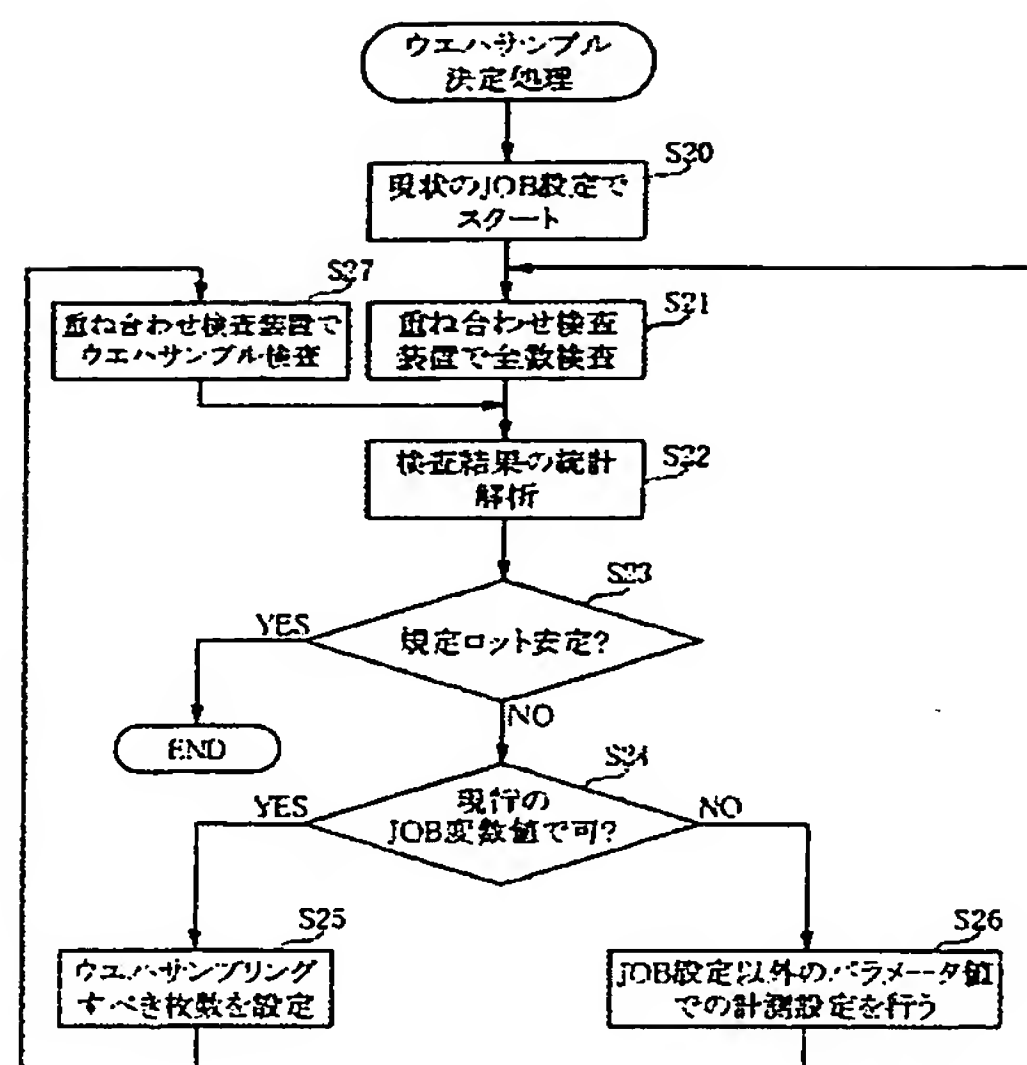 ウエハサンプル
決定処理
S20
現状のJOB設定で
スタート
S27
重ね合わせ検査装置で
ウエハサンプル検査
S21
重ね合わせ検査
装置で全数検査
S22
検査結果の統計
解析
S23
規定ロット安定?
YES
NO
END
S24
現行の
JOB変数値で可?
YES
NO
S25
ウエハサンプリング
すべき枚数を設定
S26
JOB設定以外のパラメータ値
での計測設定を行う